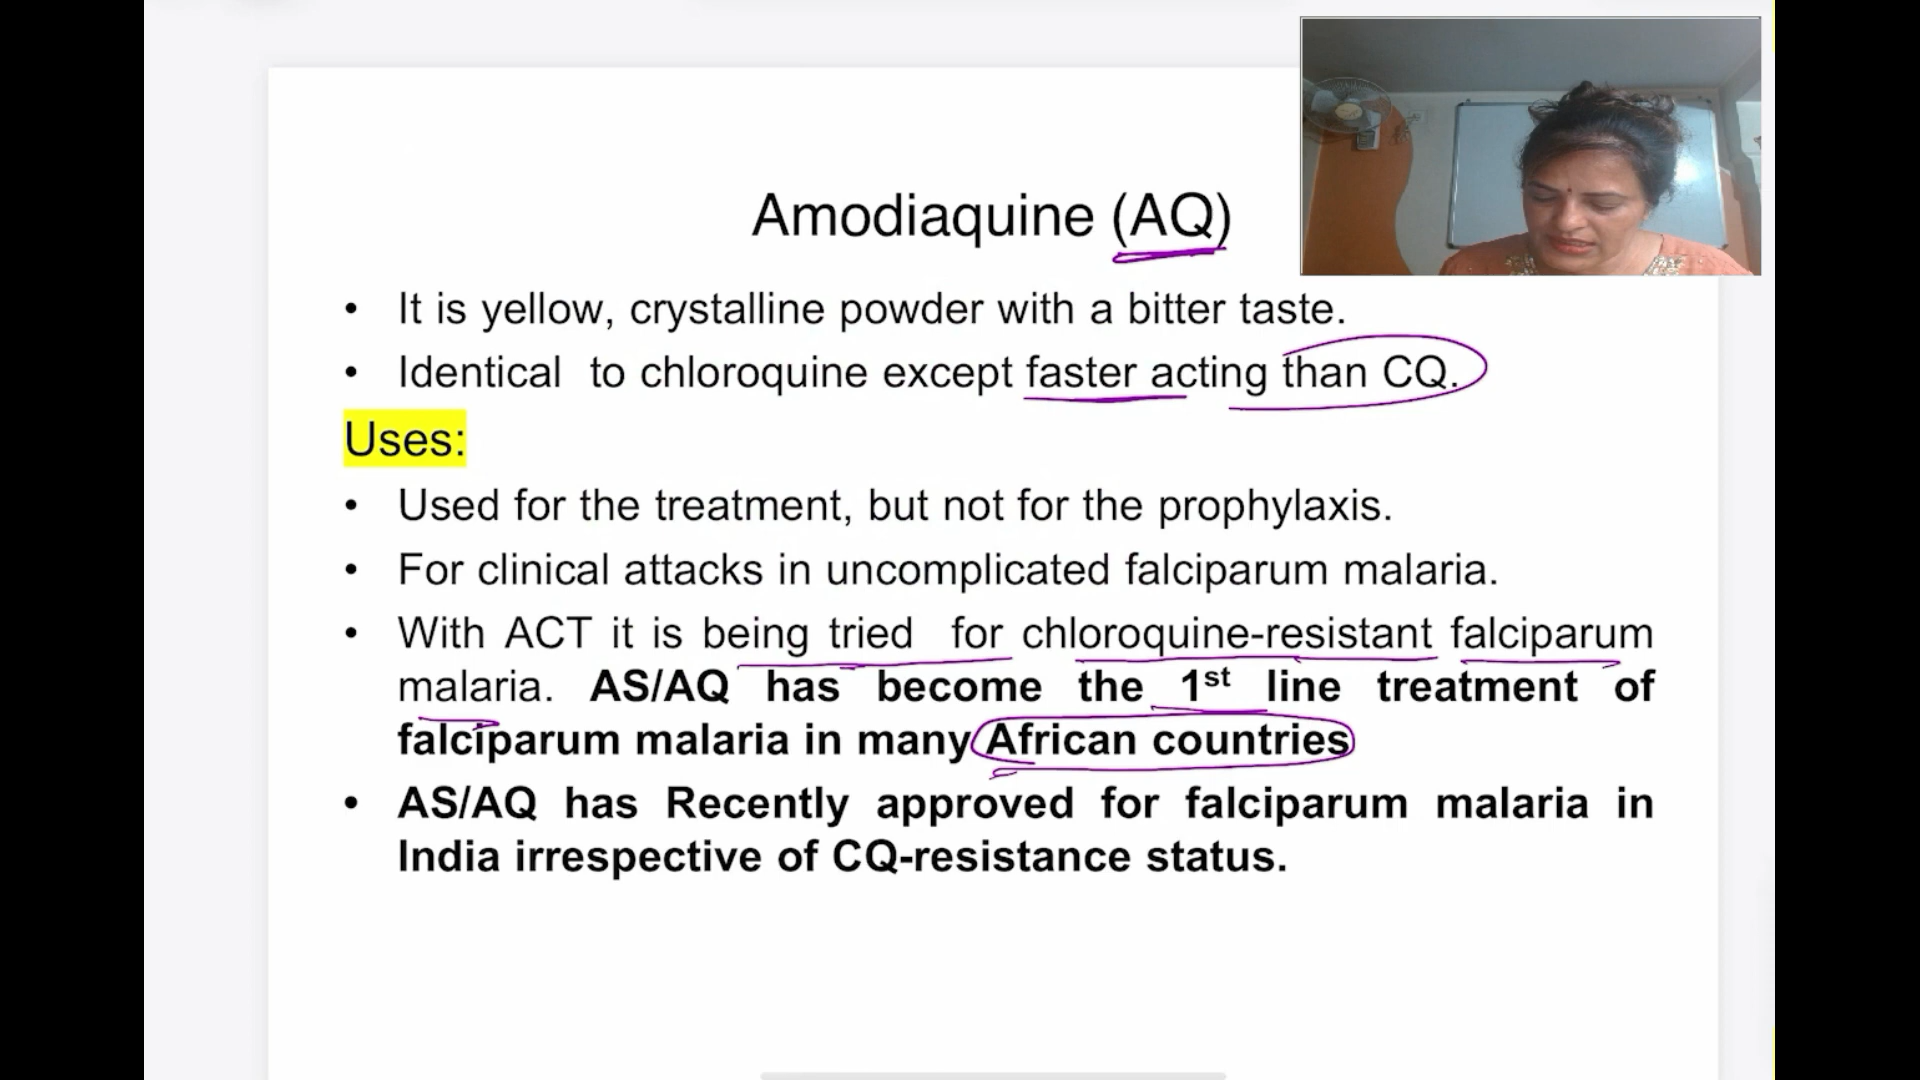 Amodiaquine (AQ)
• It is yellow, crystalline powder with a bitter taste.
• Identical to chloroquine except faster acting than CQ.
Uses:
• Used for the treatment, but not for the prophylaxis.
• For clinical attacks in uncomplicated falciparum malaria.
• With ACT it is being tried for chloroquine-resistant falciparum
malaria. AS/AQ has become the 1st line treatment of
falciparum malaria in many African countries
• AS/AQ has Recently approved for falciparum malaria in
India irrespective of CQ-resistance status.